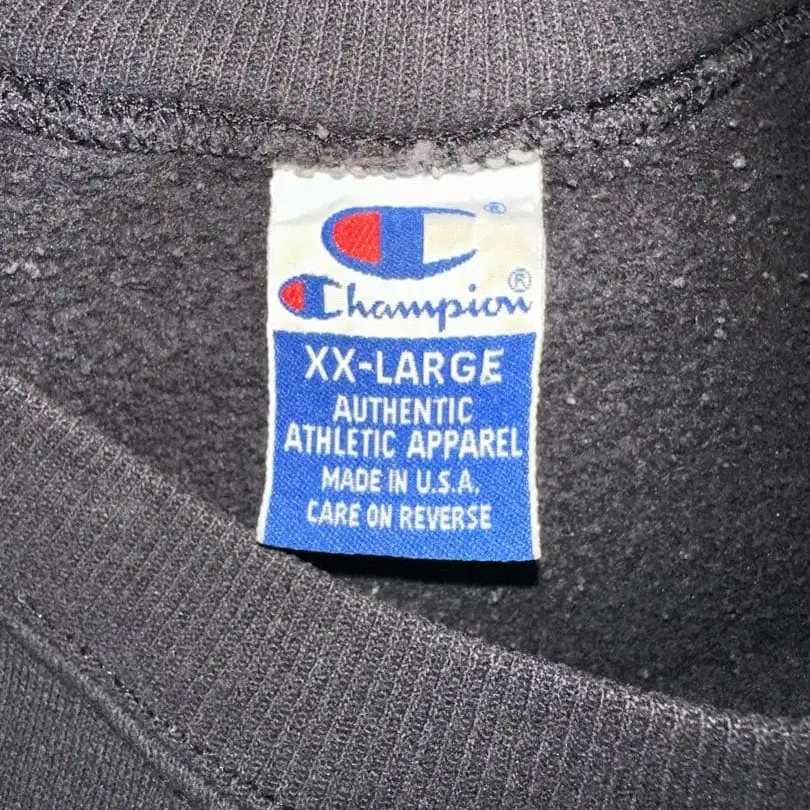 ®
Champion®
XX-LARGE
AUTHENTIC
ATHLETIC APPAREL
MADE IN U.S.A.
CARE ON REVERSE